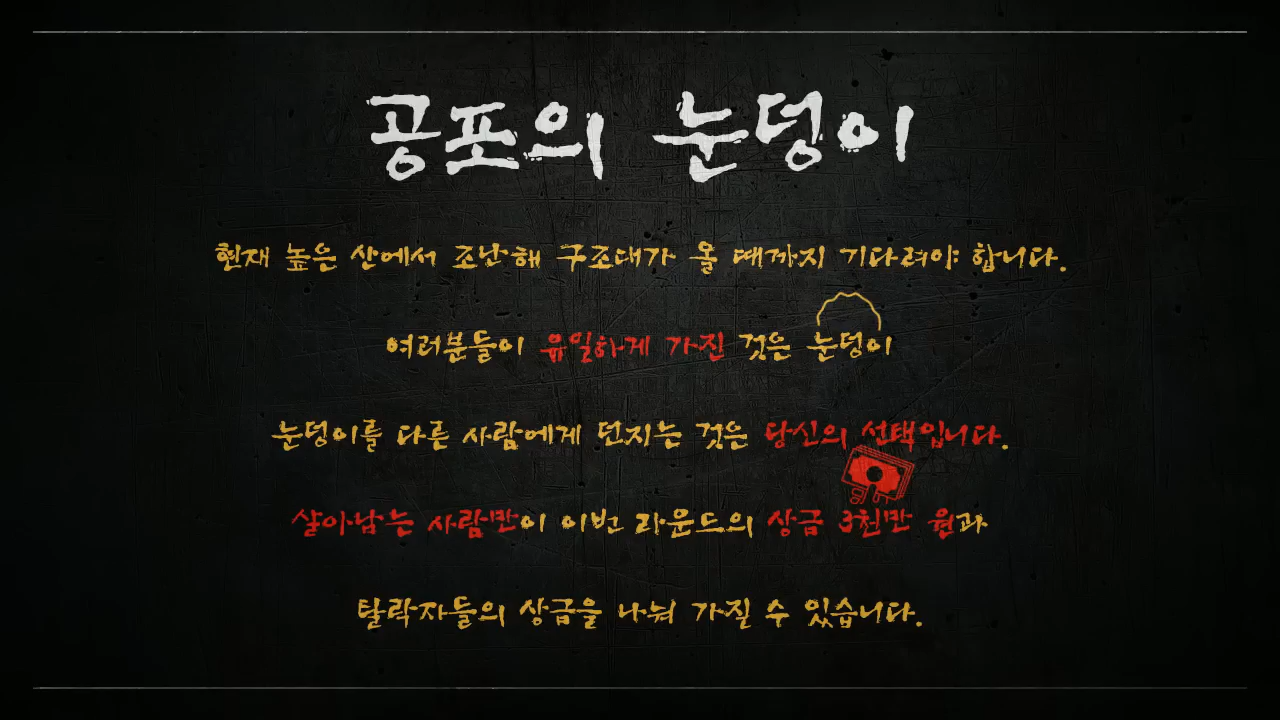 공포의 눈덩이
현재 높은 산에서 조난해 구조대가 올 때까지 기다려야 합니다.
여러분들이 유일하게 가진 것은 눈덩이
눈덩이를 다른 사람에게 던지는 것은 당신의 선택입니다.
살아남는 사람만이 이번 라운드의 상금 3천만 원과
탈락자들의 상금을 나눠 가질 수 있습니다.